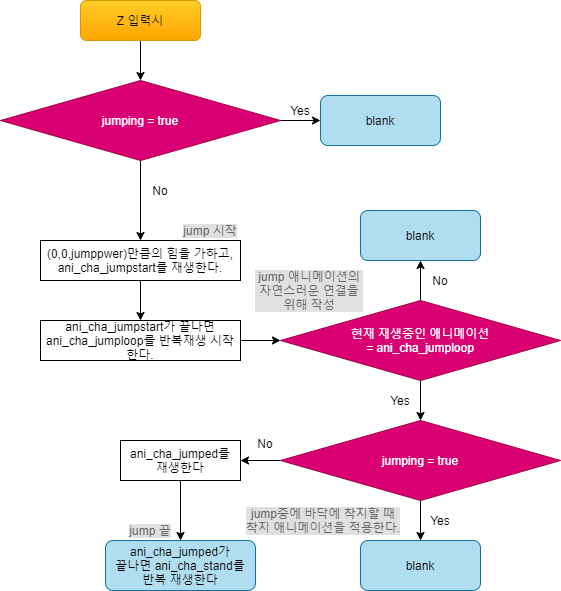 Z 입력시
jumping = true
Yes
blank
No
jump 시작
(0,0,jumppwer)만큼의 힘을 가하고,
ani_cha_jumpstart를 재생한다.
blank
jump 애니메이션의
자연스러운 연결을
위해 작성
No
ani_cha_jumpstart가 끝나면
ani_cha_jumploop를 반복재생 시작
한다.
현재 재생중인 애니메이션
= ani_cha_jumploop
Yes
No
ani_cha_jumped를
재생한다
jumping = true
jump중에 바닥에 착지할 때
착지 애니메이션을 적용한다.
Yes
jump 끝
ani_cha_jumped가
끝나면 ani_cha_stand를
반복 재생한다
blank